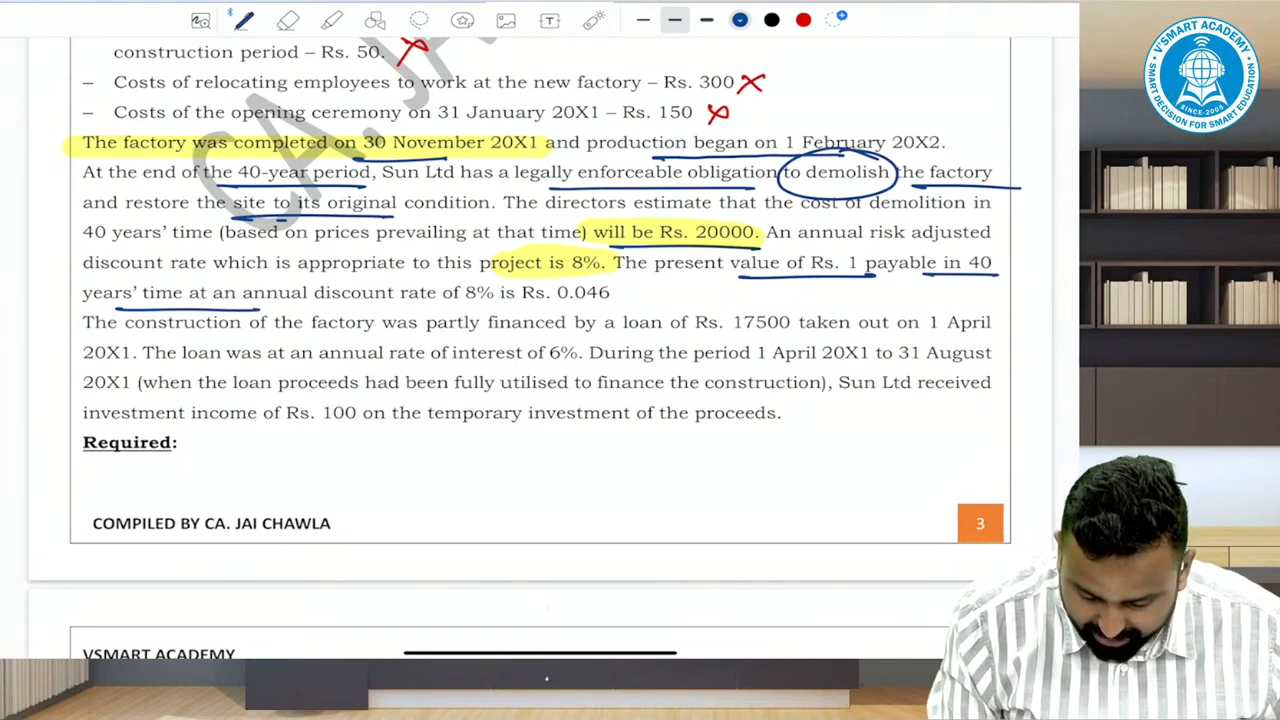 construction period – Rs. 50.
– Costs of relocating employees to work at the new factory – Rs. 300
– Costs of the opening ceremony on 31 January 20X1 – Rs. 150
The factory was completed on 30 November 20X1 and production began on 1 February 20X2.
At the end of the 40-year period, Sun Ltd has a legally enforceable obligation to demolish the factory
and restore the site to its original condition. The directors estimate that the cost of demolition in
40 years’ time (based on prices prevailing at that time) will be Rs. 20000. An annual risk adjusted
discount rate which is appropriate to this project is 8%. The present value of Rs. 1 payable in 40
years’ time at an annual discount rate of 8% is Rs. 0.046
The construction of the factory was partly financed by a loan of Rs. 17500 taken out on 1 April
20X1. The loan was at an annual rate of interest of 6%. During the period 1 April 20X1 to 31 August
20X1 (when the loan proceeds had been fully utilised to finance the construction), Sun Ltd received
investment income of Rs. 100 on the temporary investment of the proceeds.
Required:
COMPILED BY CA. JAI CHAWLA
3
VSMART ACADEMY
CA. JA
V'SMART ACADEMY
SMART DECISION FOR SMART EDUCATION
SINCE-2005